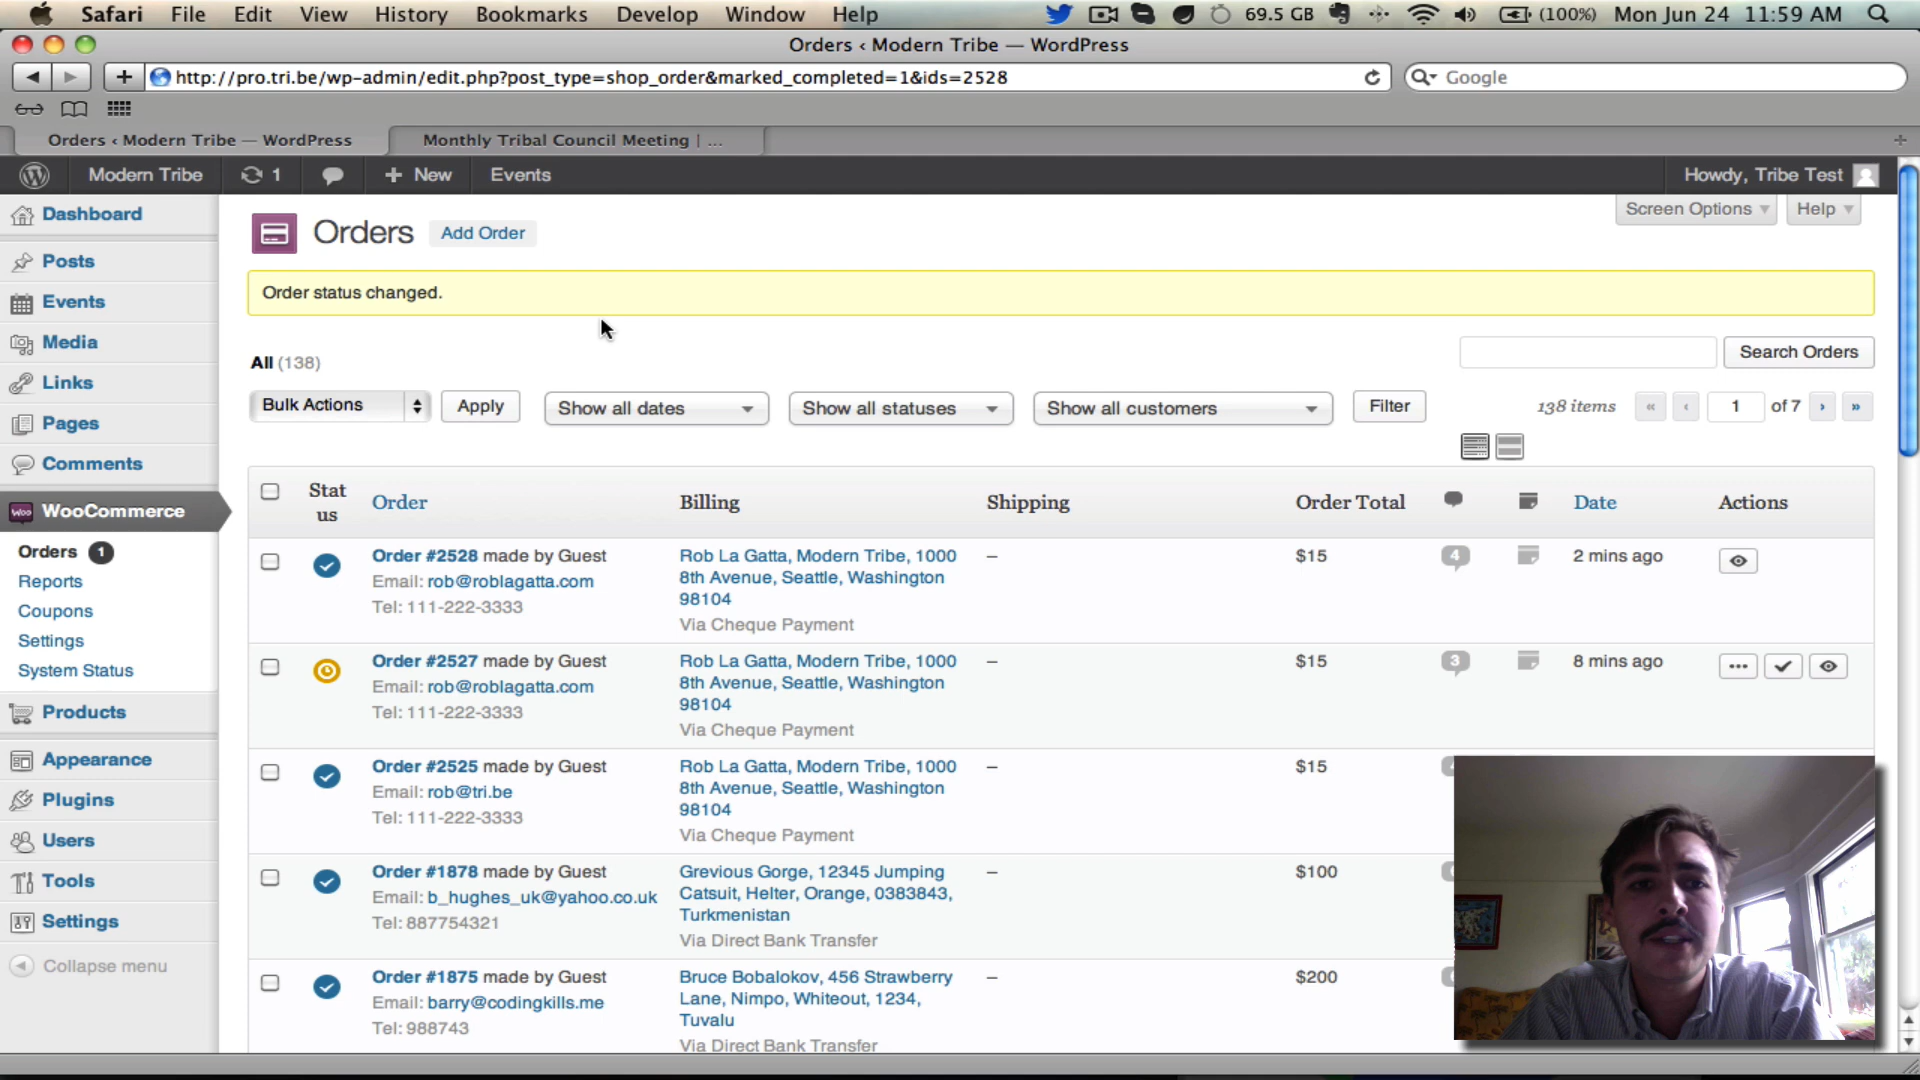 Safari File Edit View History Bookmarks Develop Window Help 69.5 GB (100%) Mon Jun 24 11:59 AM
Orders ‹ Modern Tribe — WordPress
http://pro.tri.be/wp-admin/edit.php?post_type=shop_order&marked_completed=1&ids=2528 Google
Orders ‹ Modern Tribe — WordPress Monthly Tribal Council Meeting | ...
Modern Tribe 1 + New Events Howdy, Tribe Test
Screen Options Help
Dashboard
Posts
Events
Media
Links
Pages
Comments
Woo WooCommerce
Orders 1
Reports
Coupons
Settings
System Status
Products
Appearance
Plugins
Users
Tools
Settings
Collapse menu
Orders Add Order
Order status changed.
All (138) Search Orders
Bulk Actions Apply Show all dates Show all statuses Show all customers Filter 138 items « ‹ 1 of 7 › »
Stat
us Order Billing Shipping Order Total Date Actions
Order #2528 made by Guest
Email: rob@roblagatta.com
Tel: 111-222-3333
Rob La Gatta, Modern Tribe, 1000
8th Avenue, Seattle, Washington
98104
Via Cheque Payment
– $15 4 2 mins ago
Order #2527 made by Guest
Email: rob@roblagatta.com
Tel: 111-222-3333
Rob La Gatta, Modern Tribe, 1000
8th Avenue, Seattle, Washington
98104
Via Cheque Payment
– $15 3 8 mins ago ...
Order #2525 made by Guest
Email: rob@tri.be
Tel: 111-222-3333
Rob La Gatta, Modern Tribe, 1000
8th Avenue, Seattle, Washington
98104
Via Cheque Payment
– $15
Order #1878 made by Guest
Email: b_hughes_uk@yahoo.co.uk
Tel: 887754321
Grevious Gorge, 12345 Jumping
Catsuit, Helter, Orange, 0383843,
Turkmenistan
Via Direct Bank Transfer
– $100
Order #1875 made by Guest
Email: barry@codingkills.me
Tel: 988743
Bruce Bobalokov, 456 Strawberry
Lane, Nimpo, Whiteout, 1234,
Tuvalu
Via Direct Bank Transfer
– $200